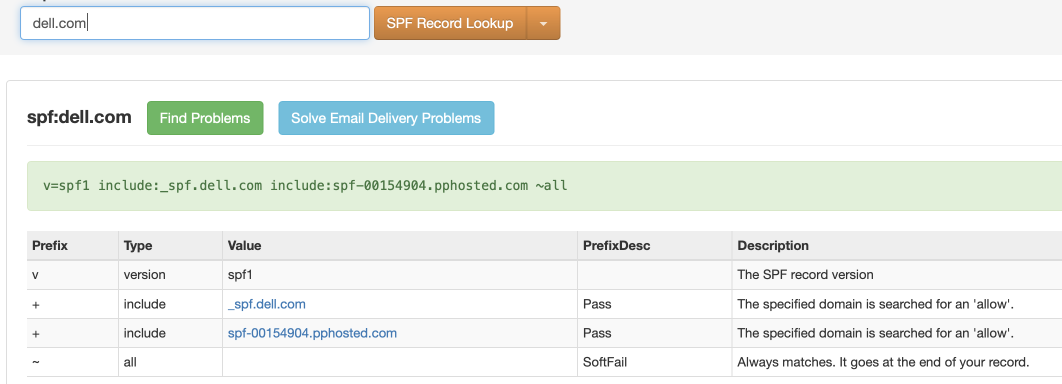 dell.com
SPF Record Lookup
spf:dell.com Find Problems Solve Email Delivery Problems
v=spf1 include:_spf.dell.com include:spf-00154904.pphosted.com ~all
Prefix Type Value PrefixDesc Description
v version spf1 The SPF record version
+ include _spf.dell.com Pass The specified domain is searched for an 'allow'.
+ include spf-00154904.pphosted.com Pass The specified domain is searched for an 'allow'.
~ all SoftFail Always matches. It goes at the end of your record.